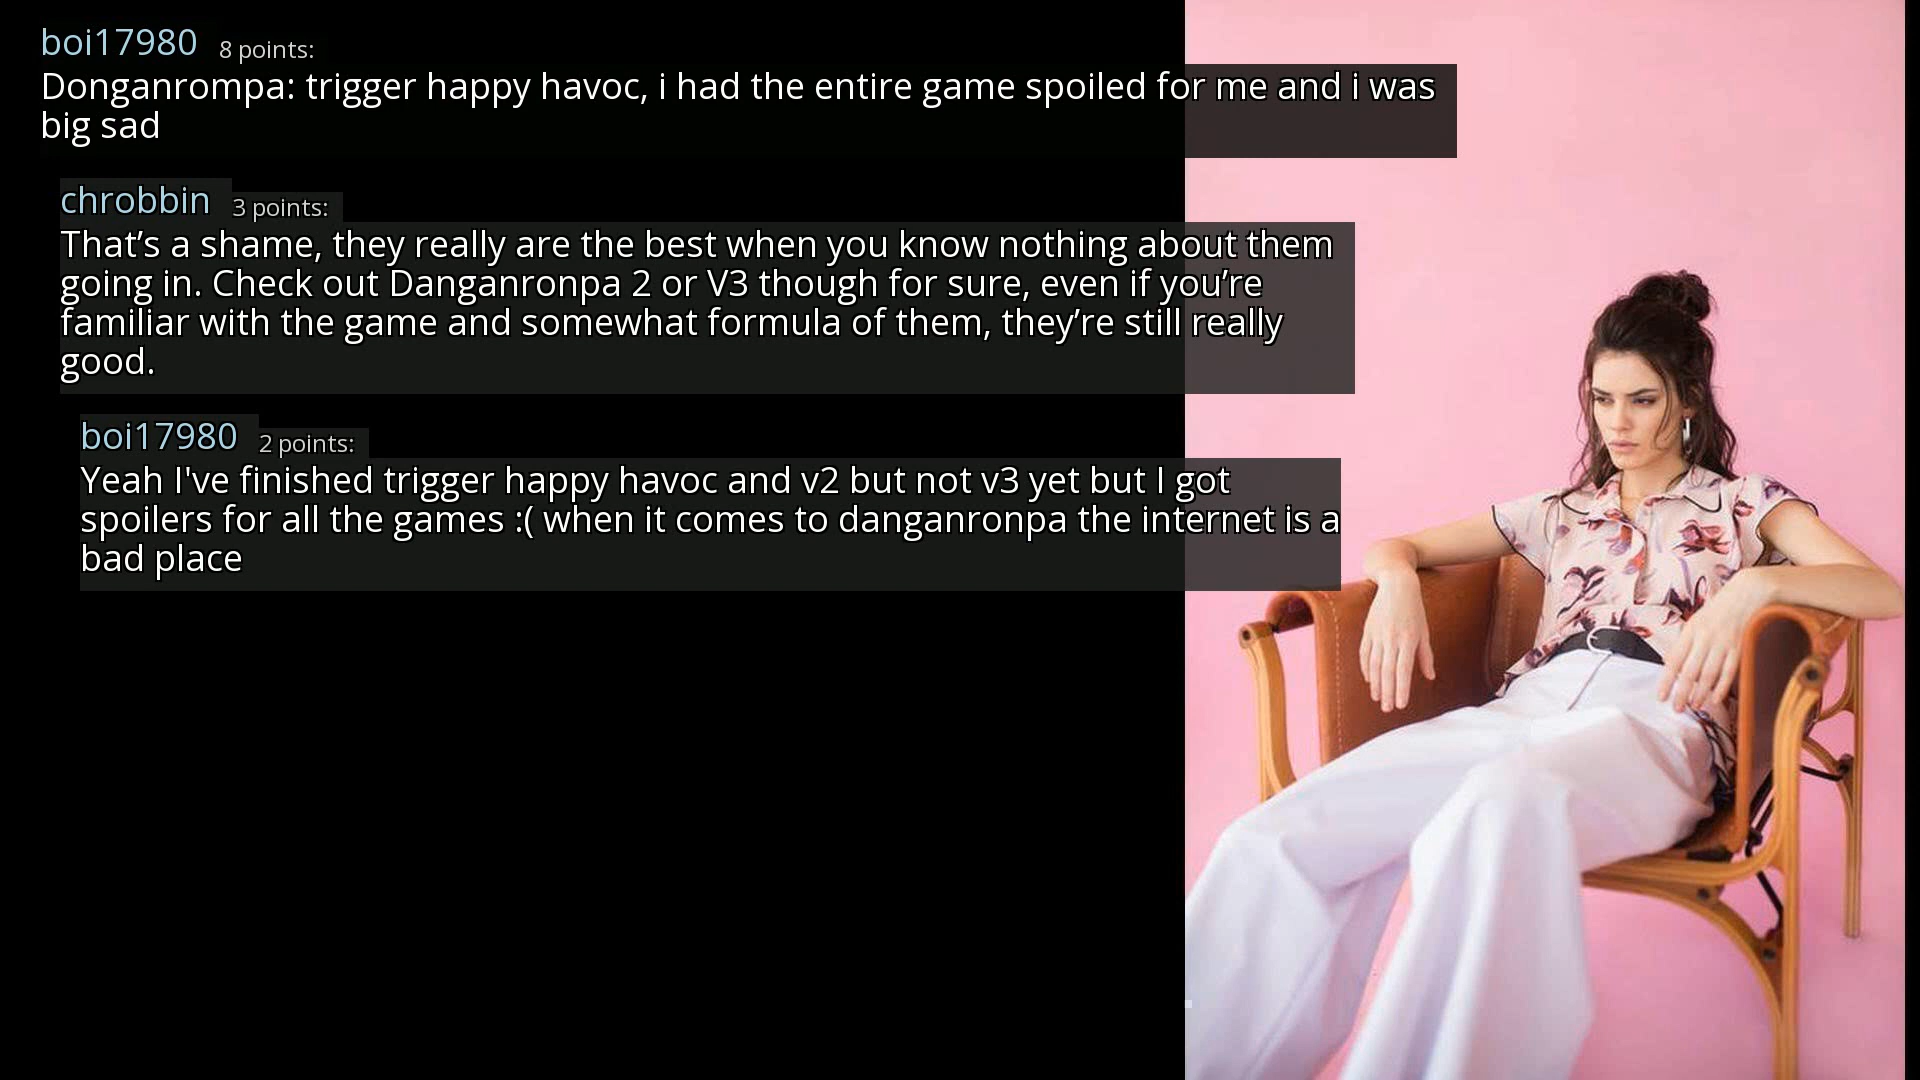 boi17980 8 points:
Donganrompa: trigger happy havoc, i had the entire game spoiled for me and i was
big sad
chrobbin 3 points:
That’s a shame, they really are the best when you know nothing about them
going in. Check out Danganronpa 2 or V3 though for sure, even if you’re
familiar with the game and somewhat formula of them, they’re still really
good.
boi17980 2 points:
Yeah I've finished trigger happy havoc and v2 but not v3 yet but I got
spoilers for all the games :( when it comes to danganronpa the internet is a
bad place